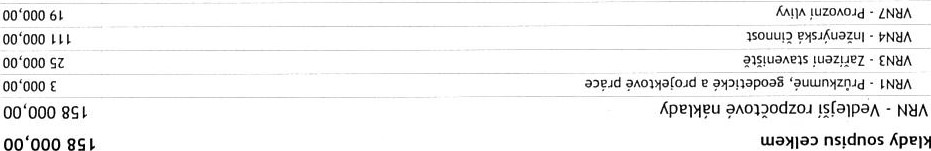 klady soupisu celkem 158 000,00
VRN - Vedlejší rozpočtové náklady 158 000,00
VRN1 - Průzkumné, geodetické a projektové práce 3 000,00
VRN3 - Zařízení staveniště 25 000,00
VRN4 - Inženýrská činnost 111 000,00
VRN7 - Provozní vlivy 19 000,00